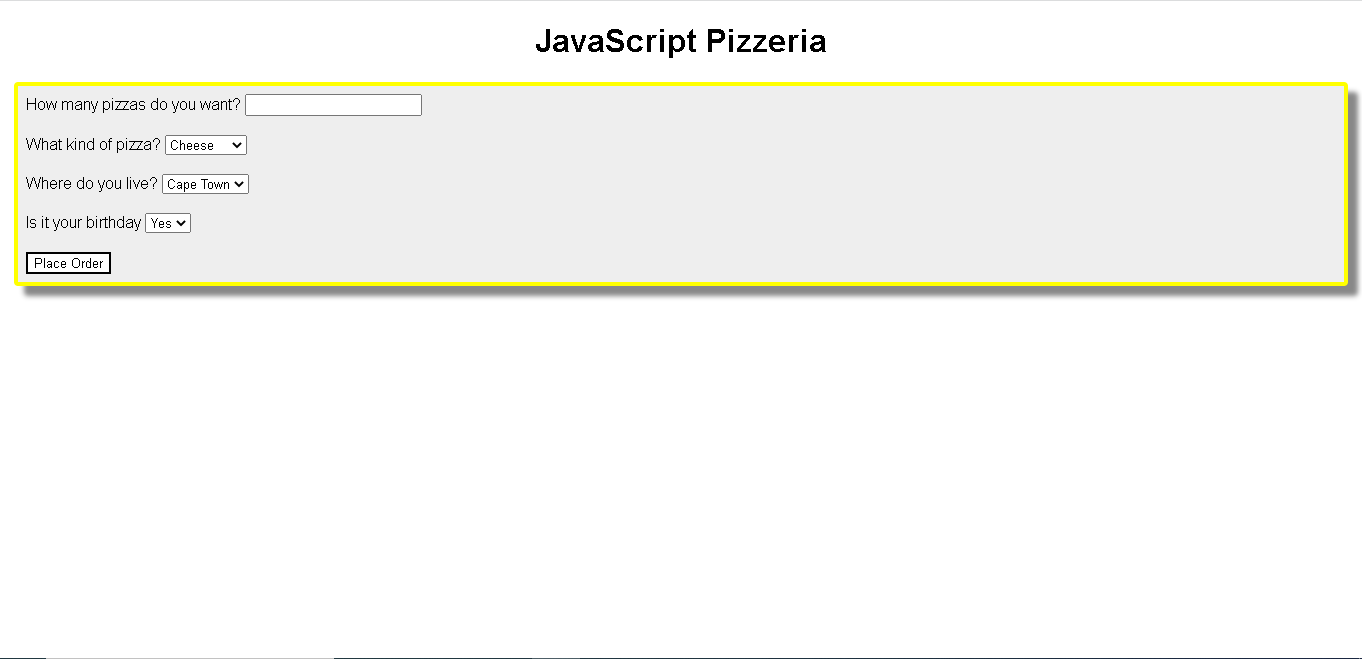 JavaScript Pizzeria
How many pizzas do you want?
What kind of pizza? Cheese
Where do you live? Cape Town
Is it your birthday Yes
Place Order